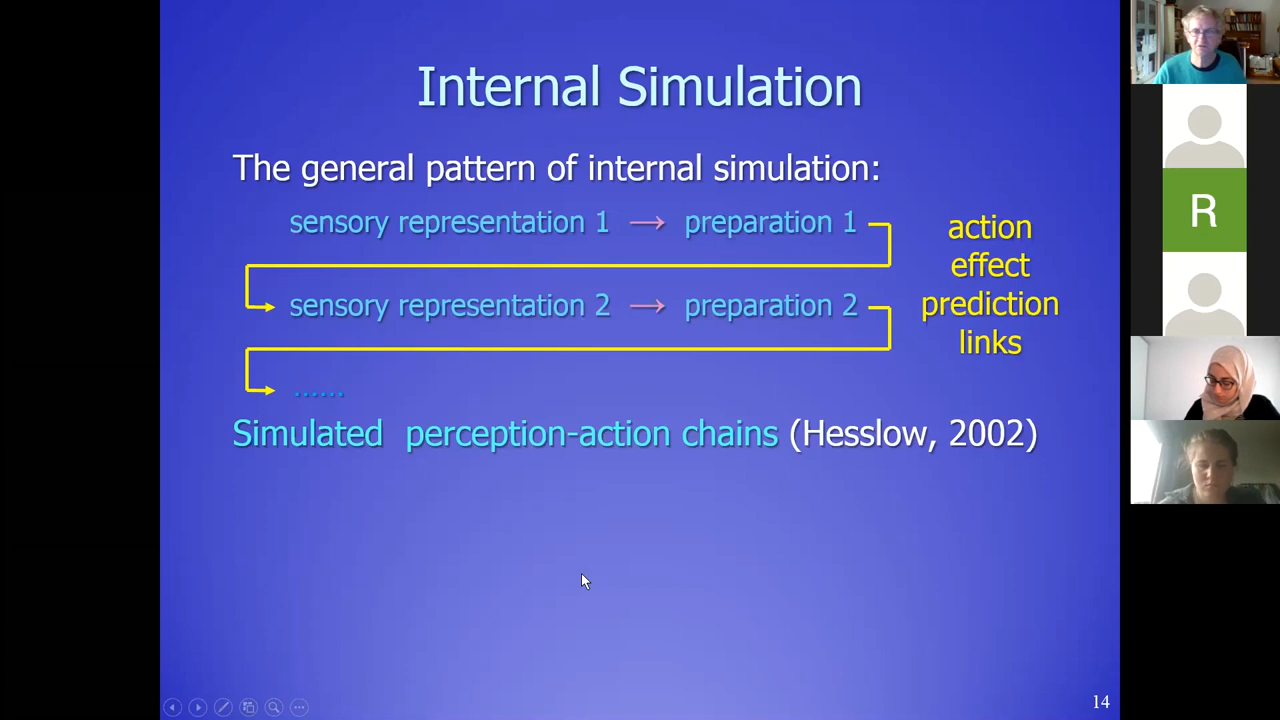 Internal Simulation
The general pattern of internal simulation:
sensory representation 1 → preparation 1
sensory representation 2 → preparation 2
......
action
effect
prediction
links
Simulated perception-action chains (Hesslow, 2002)
R
14